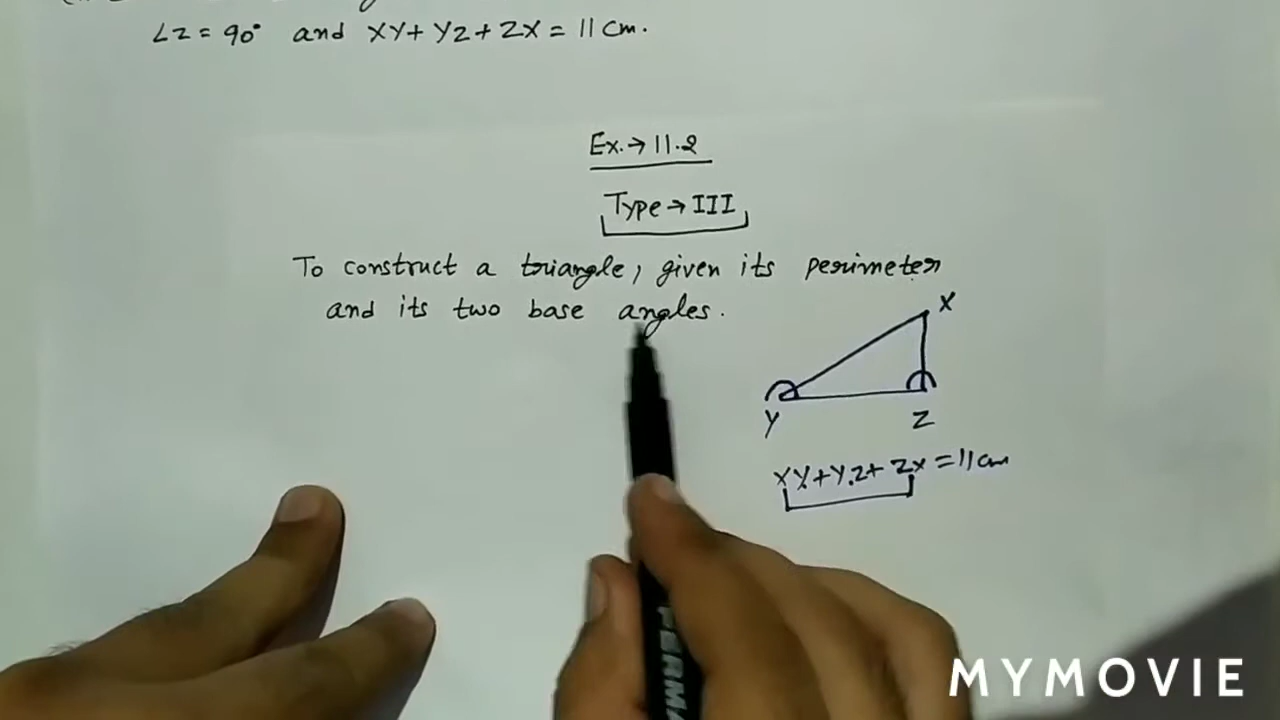 ∠Z = 90° and XY + YZ + ZX = 11 cm.
Ex. → 11.2
Type → III
To construct a triangle, given its perimeter
and its two base angles.
X
Y Z
XY + YZ + ZX = 11 cm
PERMA
MYMOVIE